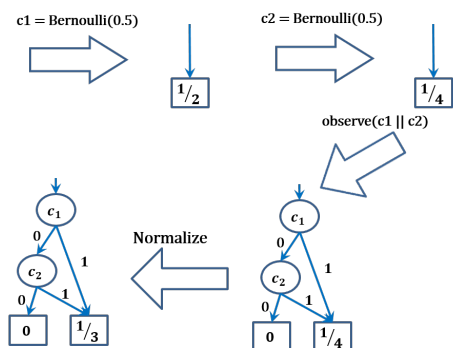 c1 = Bernoulli(0.5)
c2 = Bernoulli(0.5)
1/2
1/4
observe(c1 || c2)
c1
0
1
c2
0
1
0
1/3
Normalize
c1
0
1
c2
0
1
0
1/4